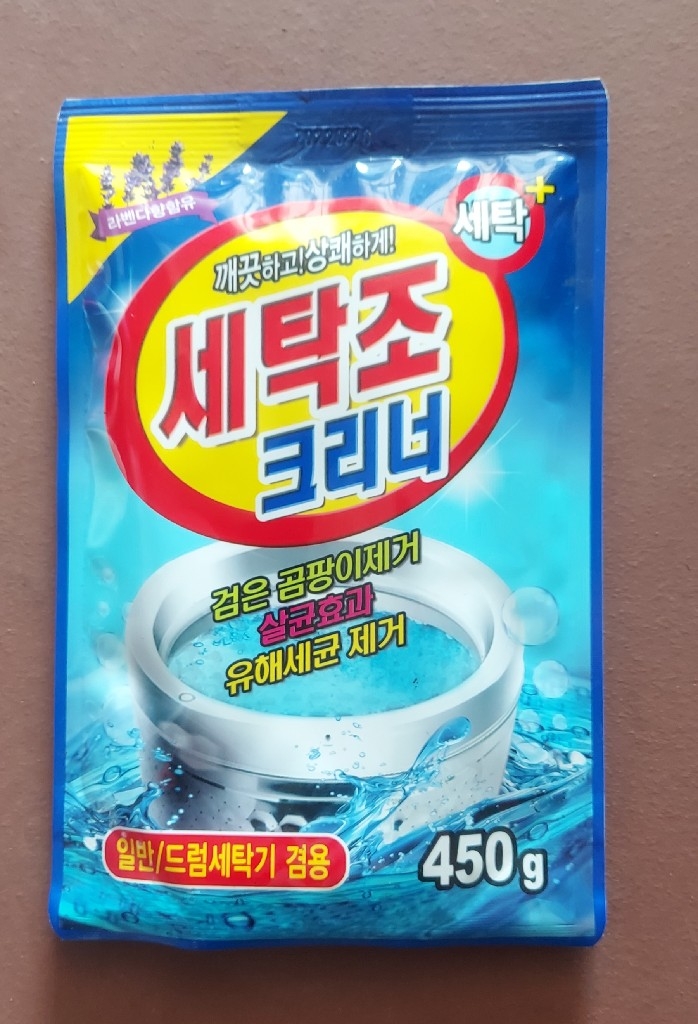 라벤다향함유
세탁+
깨끗하고!상쾌하게!
세탁조
크리너
검은 곰팡이제거
살균효과
유해세균 제거
일반/드럼세탁기 겸용
450g